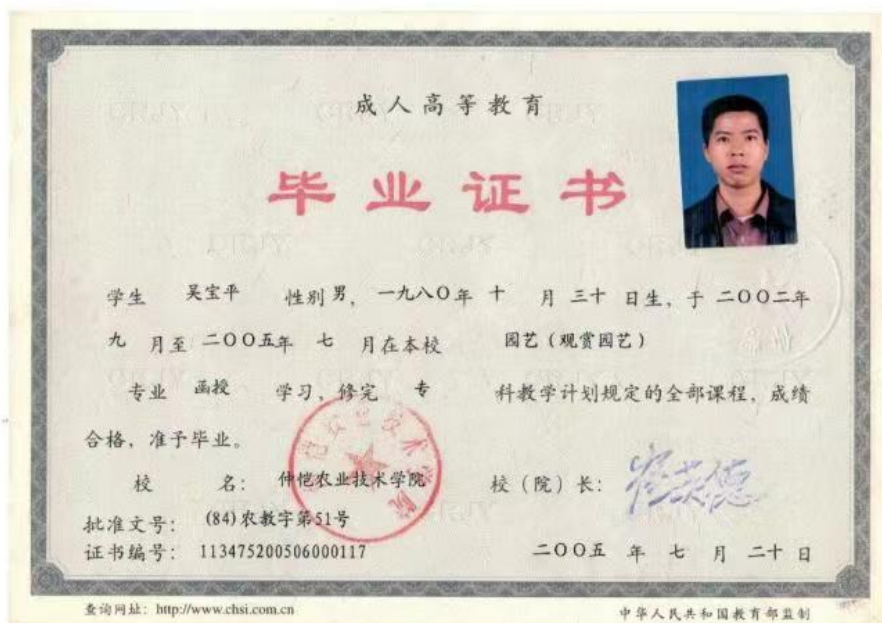 成人高等教育
毕业证书
学生 吴宝平 性别 男，一九八〇年 十 月 三十 日生，于 二〇〇二年
九 月至 二〇〇五年 七 月在本校 园艺（观赏园艺）
专业 函授 学习，修完 专 科教学计划规定的全部课程，成绩
合格，准予毕业。
校 名： 仲恺农业技术学院 校（院）长：
批准文号： (84)农教字第51号
证书编号： 113475200506000117 二〇〇五 年 七 月 二十 日
查询网址：http://www.chsi.com.cn 中华人民共和国教育部监制